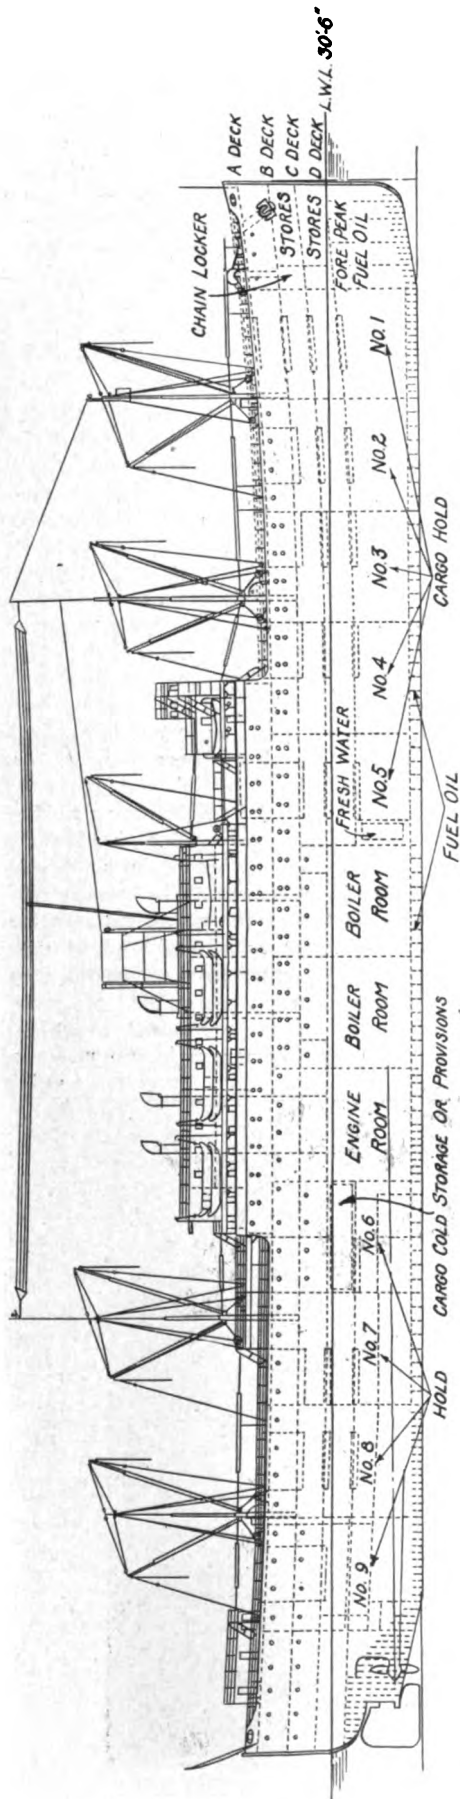 A DECK
B DECK
C DECK
D DECK
L.W.L. 30'-6"
CHAIN LOCKER
STORES
STORES
FORE PEAK
FUEL OIL
No.1
No.2
No.3
No.4
No.5
CARGO HOLD
FRESH WATER
FUEL OIL
BOILER
ROOM
BOILER
ROOM
ENGINE
ROOM
CARGO COLD STORAGE OR PROVISIONS
No.6
No.7
No.8
No.9
HOLD